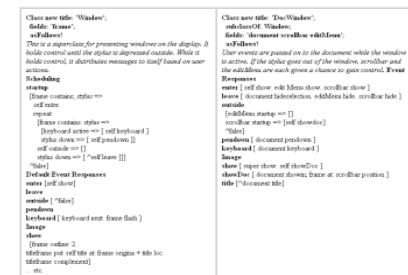 Class new title: 'Window';
fields: 'frame';
asFollows!
This is a superclass for presenting windows on the display. It
holds control until the stylus is depressed outside. While it
holds control, it distributes messages to itself based on user
actions.
Scheduling
startup
[frame contains: stylus =>
self enter.
repeat:
[frame contains: stylus =>
[keyboard active => [ self keyboard ]
stylus down => [ self pendown ]]
self outside => []
stylus down => [ ^self leave ]]]
^false]
Default Event Responses
enter [self show]
leave
outside [ ^false]
pendown
keyboard [ keyboard next. frame flash ]
Image
show
[frame outline: 2.
titleframe put: self title at: frame origin + title loc.
titleframe complement]
... etc.
Class new title: 'DocWindow';
subclassOf: Window;
fields: 'document scrollbar editMenu';
asFollows!
User events are passed on to the document while the window
is active. If the stylus goes out of the window, scrollbar and
the editMenu are each given a chance to gain control. Event
Responses
enter [ self show. edit Menu show. scrollbar show ]
leave [ document hideselection. editMenu hide. scrollbar hide ]
outside
[editMenu startup => []
scrollbar startup => [ self showdoc]
^false]
pendown [ document pendown ]
keyboard [ document keyboard ]
Image
show [ super show. self showDoc ]
showDoc [ document showin: frame at: scrollbar position ]
title [^document title]